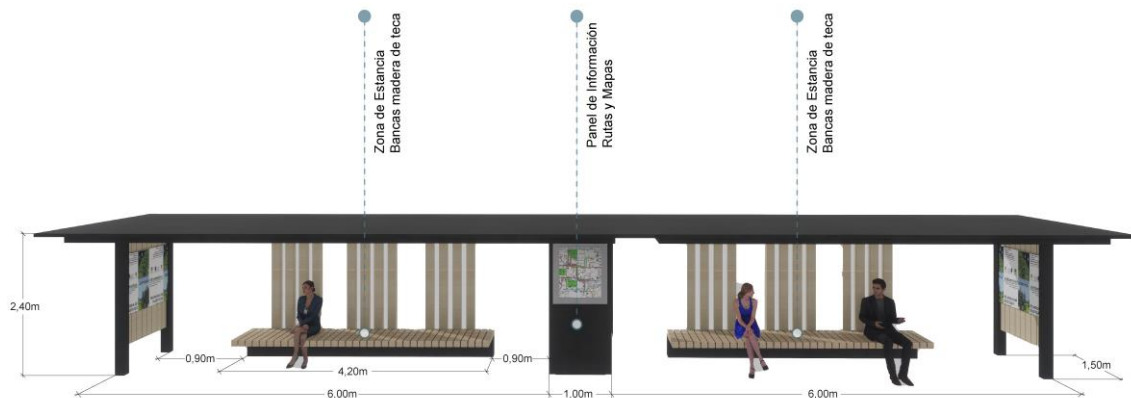 Zona de Estancia
Bancas madera de teca
Panel de Información
Rutas y Mapas
Zona de Estancia
Bancas madera de teca
2,40m
0,90m
4,20m
0,90m
6,00m
1,00m
6,00m
1,50m